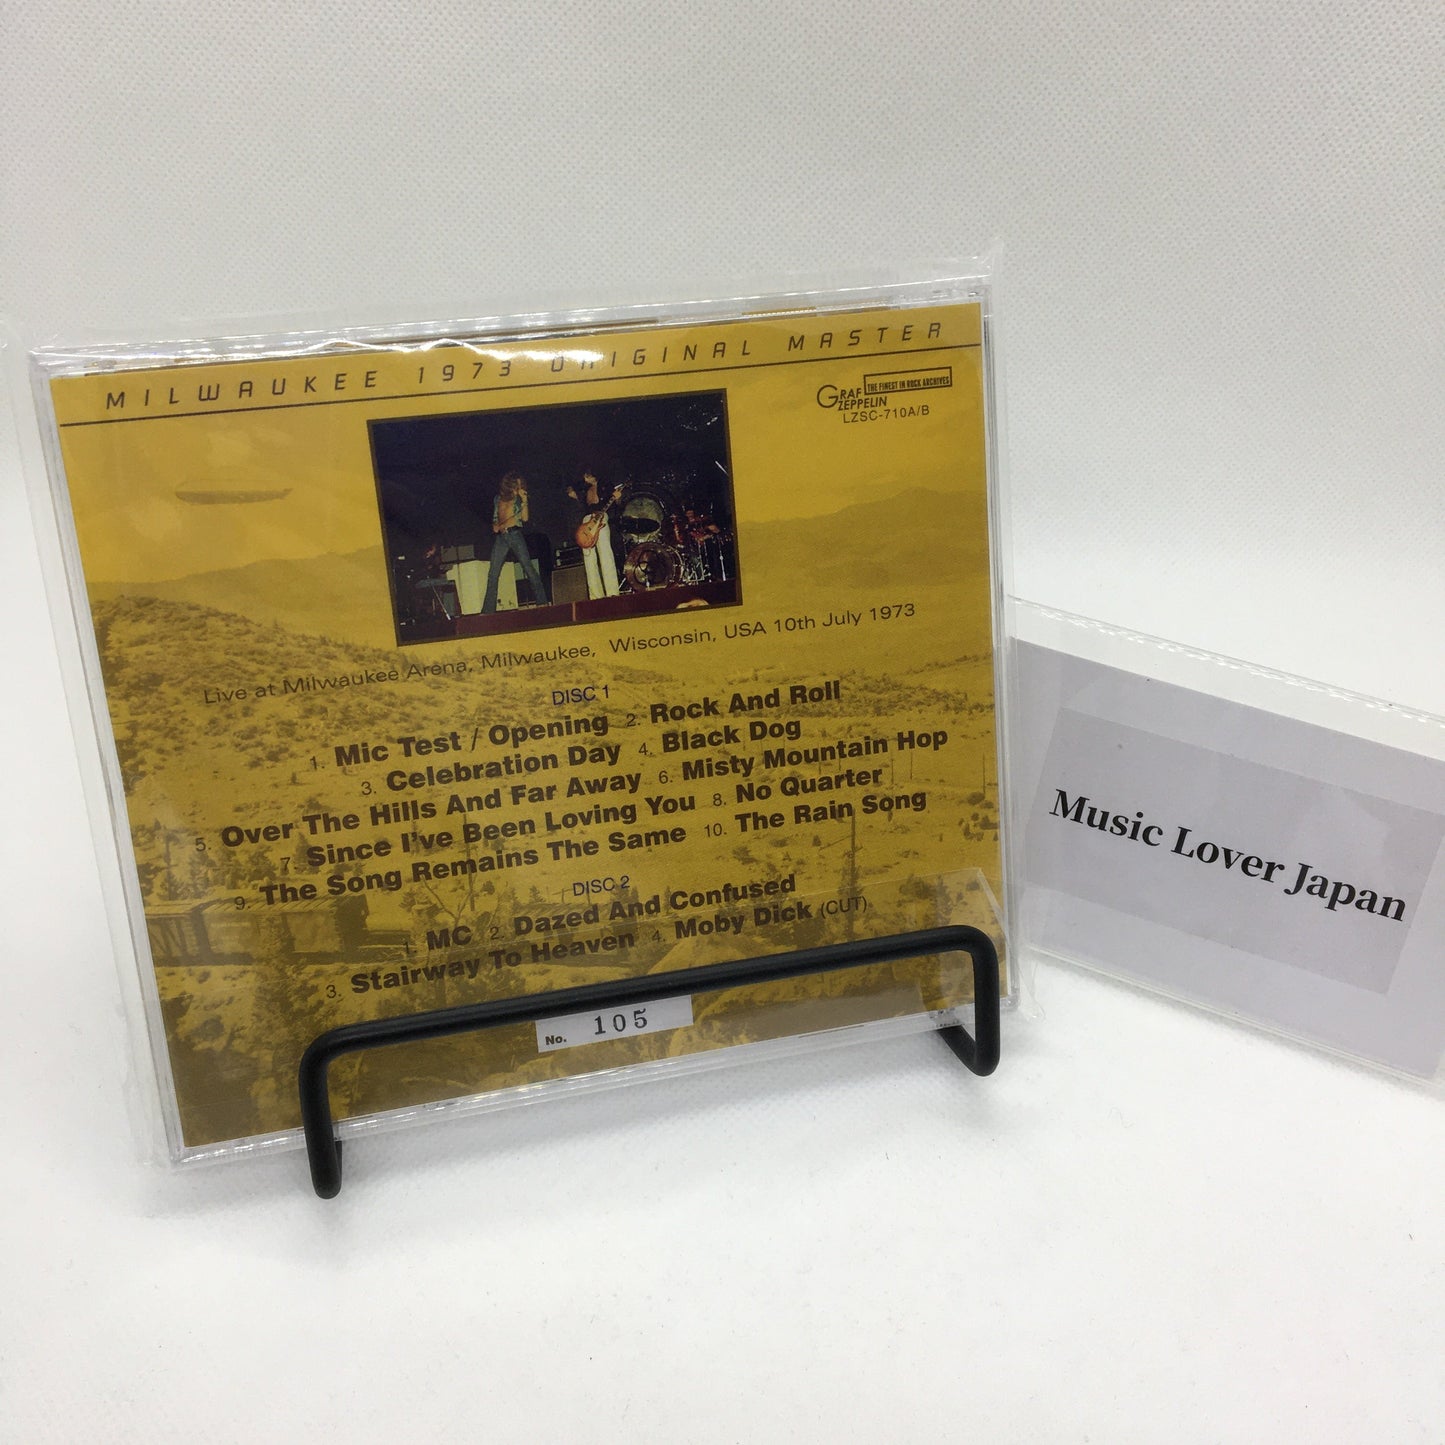 MILWAUKEE 1973 ORIGINAL MASTER
GRAF ZEPPELIN
THE FINEST IN ROCK ARCHIVES
LZSC-710A/B
Live at Milwaukee Arena, Milwaukee, Wisconsin, USA 10th July 1973
DISC 1
1. Mic Test / Opening 2. Rock And Roll
3. Celebration Day 4. Black Dog
5. Over The Hills And Far Away 6. Misty Mountain Hop
7. Since I've Been Loving You 8. No Quarter
9. The Song Remains The Same 10. The Rain Song
DISC 2
1. MC 2. Dazed And Confused
3. Stairway To Heaven 4. Moby Dick (CUT)
No. 105
Music Lover Japan